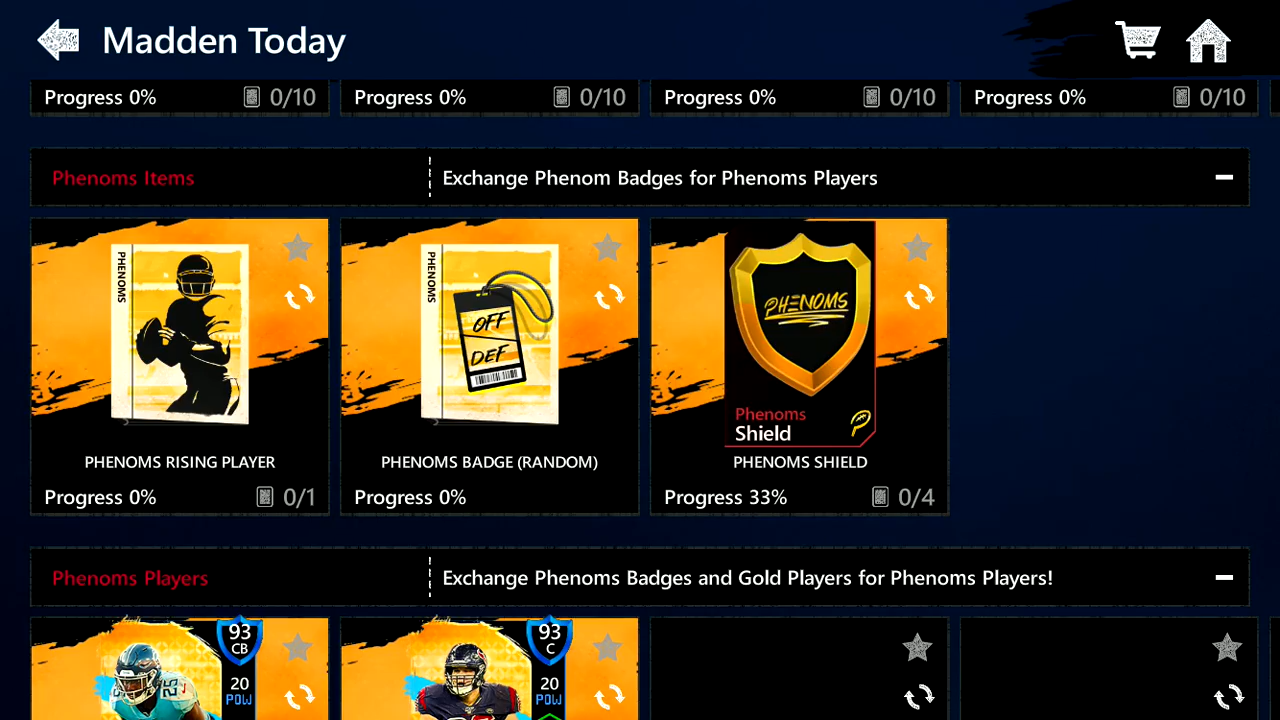 Madden Today
Progress 0% 0/10
Progress 0% 0/10
Progress 0% 0/10
Progress 0% 0/10
Phenoms Items
Exchange Phenom Badges for Phenoms Players
PHENOMS
PHENOMS RISING PLAYER
Progress 0% 0/1
PHENOMS
OFF
DEF
PHENOMS BADGE (RANDOM)
Progress 0%
PHENOMS
Phenoms
Shield
PHENOMS SHIELD
Progress 33% 0/4
Phenoms Players
Exchange Phenoms Badges and Gold Players for Phenoms Players!
93
CB
20
POW
25
93
C
20
POW